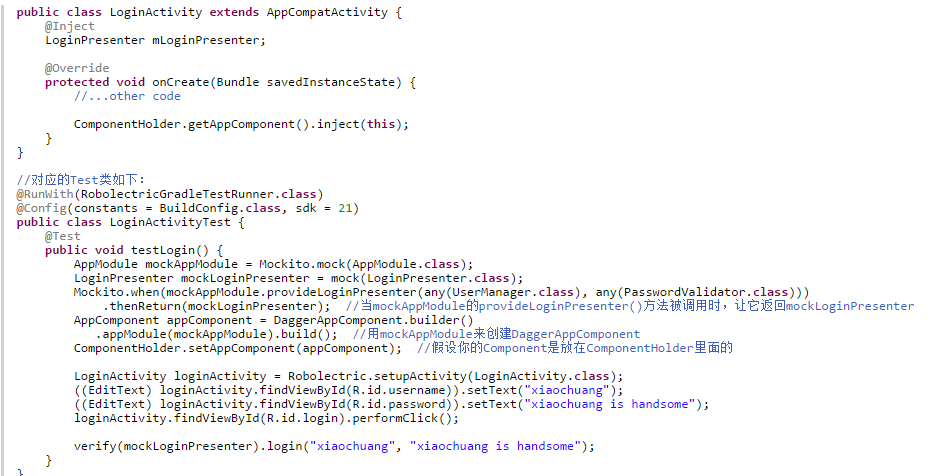 public class LoginActivity extends AppCompatActivity {
    @Inject
    LoginPresenter mLoginPresenter;

    @Override
    protected void onCreate(Bundle savedInstanceState) {
        //...other code

        ComponentHolder.getAppComponent().inject(this);
    }
}

//对应的Test类如下：
@RunWith(RobolectricGradleTestRunner.class)
@Config(constants = BuildConfig.class, sdk = 21)
public class LoginActivityTest {
    @Test
    public void testLogin() {
        AppModule mockAppModule = Mockito.mock(AppModule.class);
        LoginPresenter mockLoginPresenter = mock(LoginPresenter.class);
        Mockito.when(mockAppModule.provideLoginPresenter(any(UserManager.class), any(PasswordValidator.class)))
            .thenReturn(mockLoginPresenter);  //当mockAppModule的provideLoginPresenter()方法被调用时，让它返回mockLoginPresenter
        AppComponent appComponent = DaggerAppComponent.builder()
           .appModule(mockAppModule).build();  //用mockAppModule来创建DaggerAppComponent
        ComponentHolder.setAppComponent(appComponent);  //假设你的Component是放在ComponentHolder里面的

        LoginActivity loginActivity = Robolectric.setupActivity(LoginActivity.class);
        ((EditText) loginActivity.findViewById(R.id.username)).setText("xiaochuang");
        ((EditText) loginActivity.findViewById(R.id.password)).setText("xiaochuang is handsome");
        loginActivity.findViewById(R.id.login).performClick();

        verify(mockLoginPresenter).login("xiaochuang", "xiaochuang is handsome");
    }
}